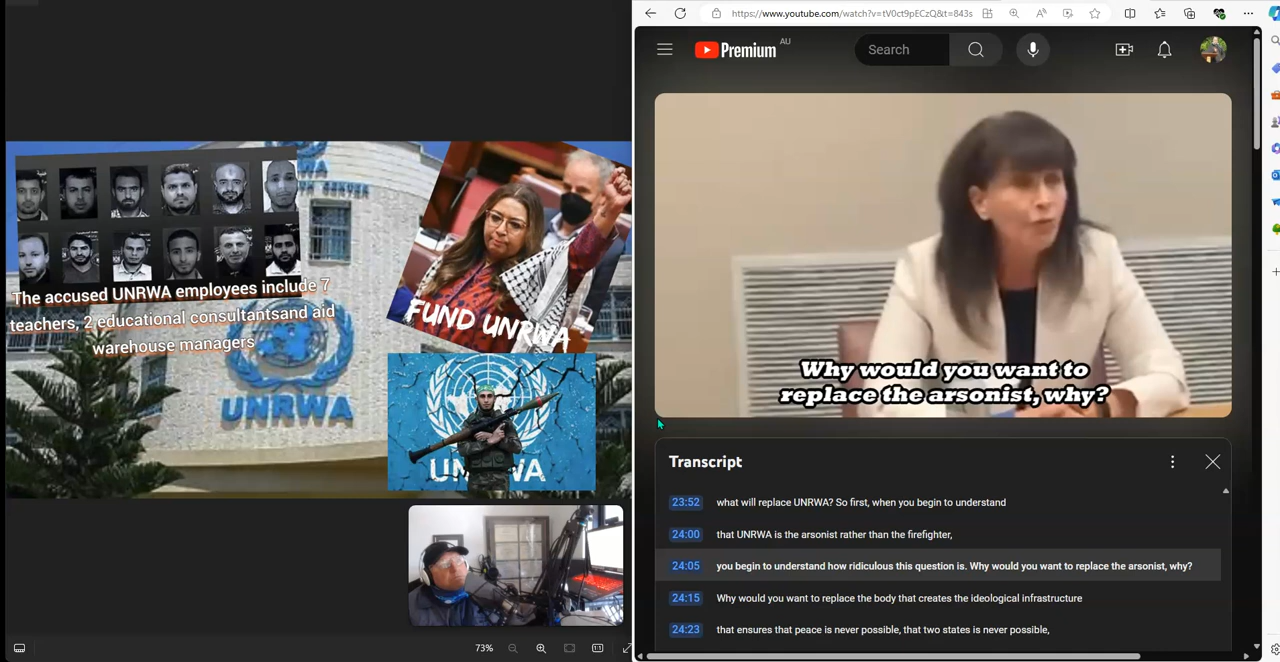 The accused UNRWA employees include 7
teachers, 2 educational consultantsand aid
warehouse managers
UNRWA
FUND UNRWA
73%
https://www.youtube.com/watch?v=tV0ct9pECzQ&t=843s
Premium AU
Search
Why would you want to
replace the arsonist, why?
Transcript
23:52 what will replace UNRWA? So first, when you begin to understand
24:00 that UNRWA is the arsonist rather than the firefighter,
24:05 you begin to understand how ridiculous this question is. Why would you want to replace the arsonist, why?
24:15 Why would you want to replace the body that creates the ideological infrastructure
24:23 that ensures that peace is never possible, that two states is never possible,